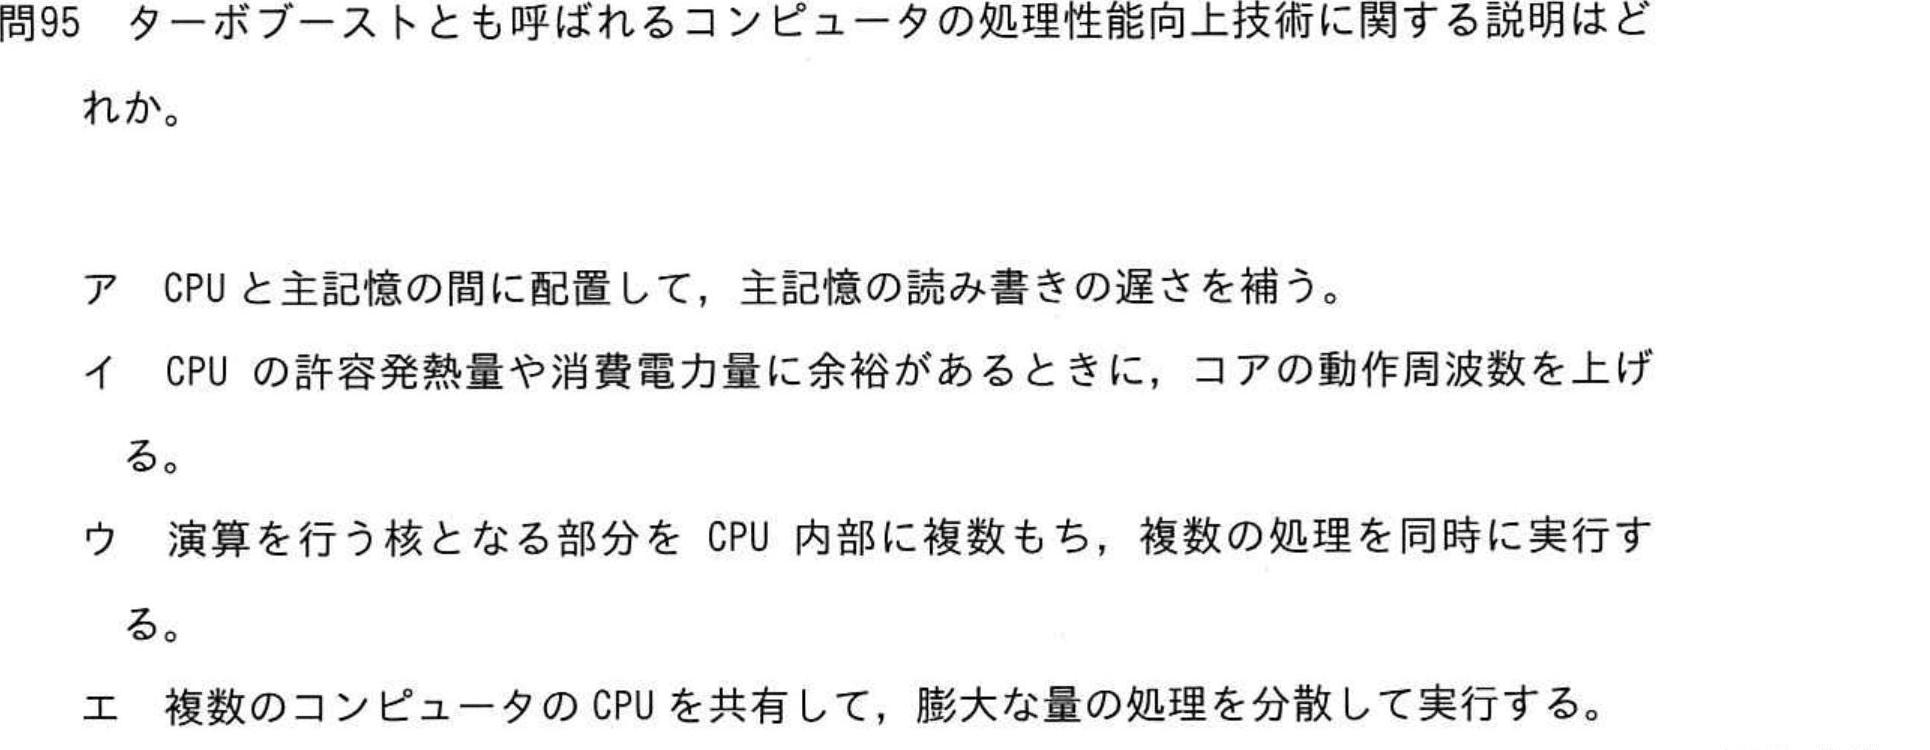 問95　ターボブーストとも呼ばれるコンピュータの処理性能向上技術に関する説明はど
れか。
ア　CPUと主記憶の間に配置して，主記憶の読み書きの遅さを補う。
イ　CPU の許容発熱量や消費電力量に余裕があるときに，コアの動作周波数を上げ
る。
ウ　演算を行う核となる部分を CPU 内部に複数もち，複数の処理を同時に実行す
る。
エ　複数のコンピュータの CPU を共有して，膨大な量の処理を分散して実行する。